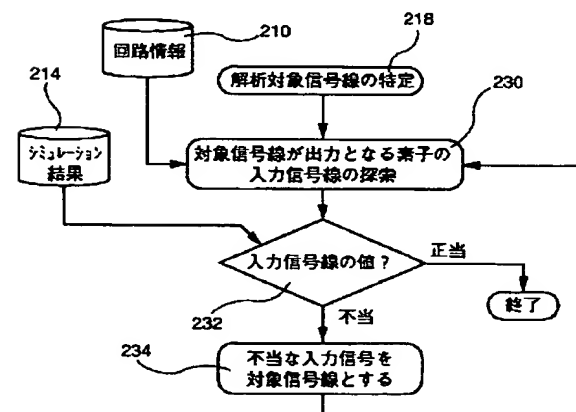 210
回路情報
218
解析対象信号線の特定
214
シミュレーション
結果
230
対象信号線が出力となる素子の
入力信号線の探索
入力信号線の値？
正当
232
終了
不当
234
不当な入力信号を
対象信号線とする